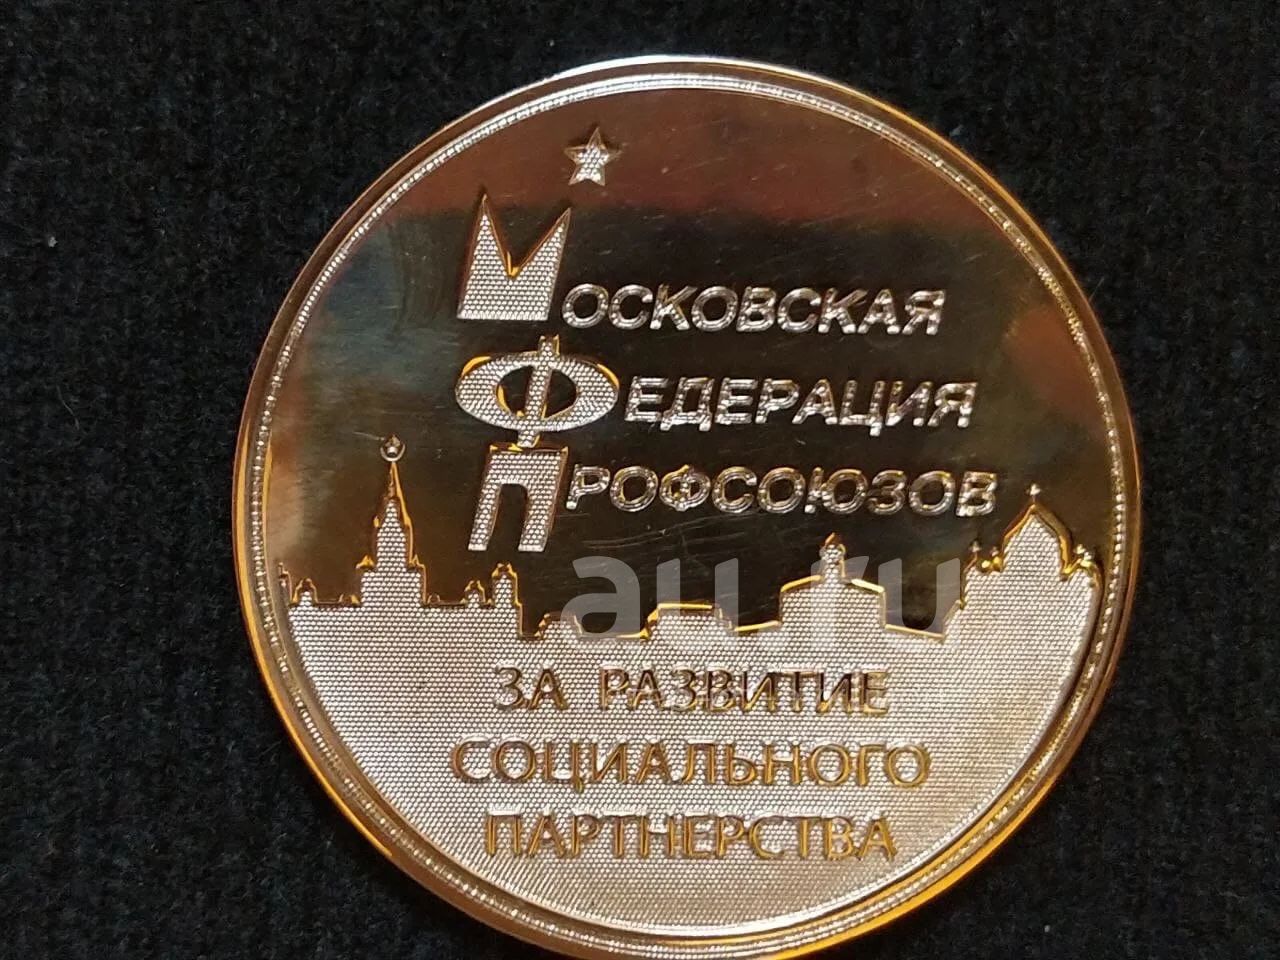 Московская
Федерация
Профсоюзов
au.ru
ЗА РАЗВИТИЕ
СОЦИАЛЬНОГО
ПАРТНЕРСТВА